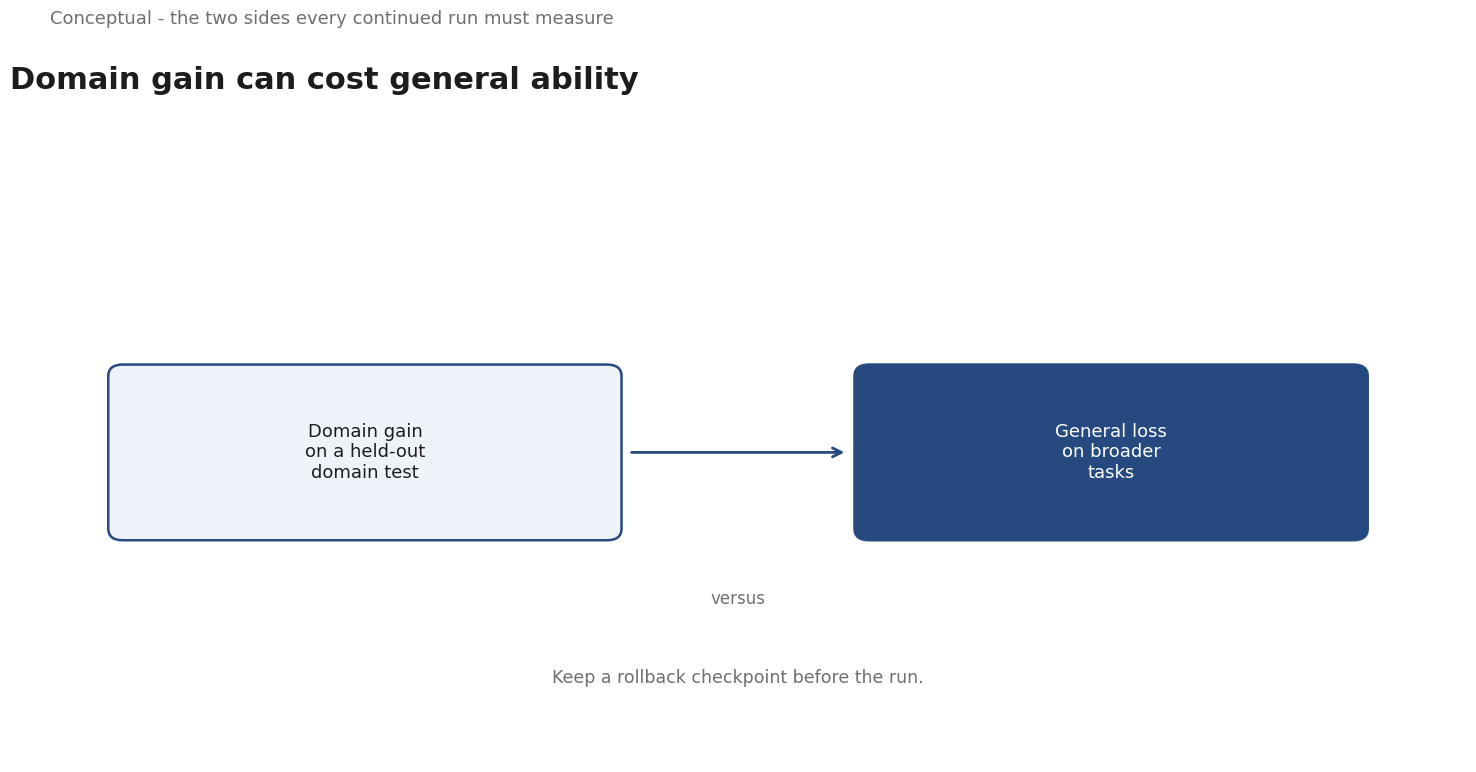 Conceptual - the two sides every continued run must measure
Domain gain can cost general ability
Domain gain
on a held-out
domain test
General loss
on broader
tasks
versus
Keep a rollback checkpoint before the run.